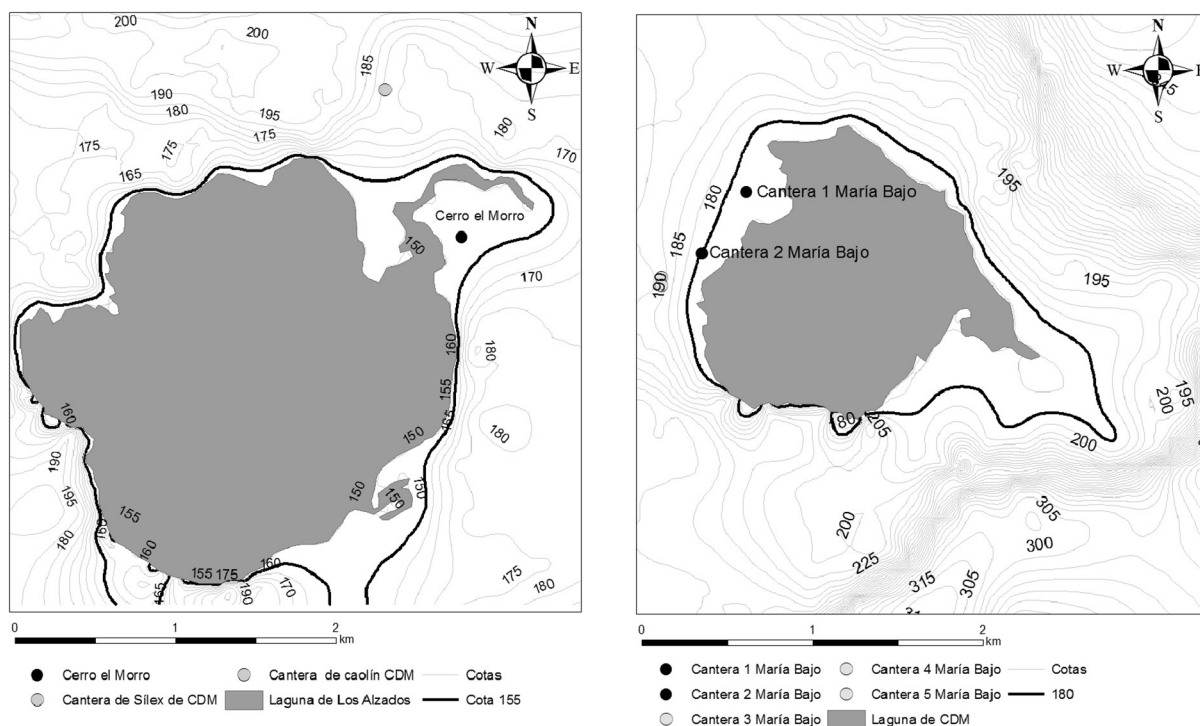 200
200
N
W E
S
185
190
180
195
175
175
175
180
170
165
Cerro el Morro
150
170
160
180
155
165
160
150
180
190
150
150
150
195
155
160
180
160
160
155 175
175
165
190
170
180
0 1 2
km
Cerro el Morro
Cantera de caolín CDM
Cotas
Cantera de Sílex de CDM
Laguna de Los Alzados
Cota 155
N
W
S
195
180
Cantera 1 María Bajo
185
Cantera 2 María Bajo
190
195
195
200
180
205
200
200
305
300
225
315
305
0 1 2
km
Cantera 1 María Bajo
Cantera 4 María Bajo
Cotas
Cantera 2 María Bajo
Cantera 5 María Bajo
180
Cantera 3 María Bajo
Laguna de CDM